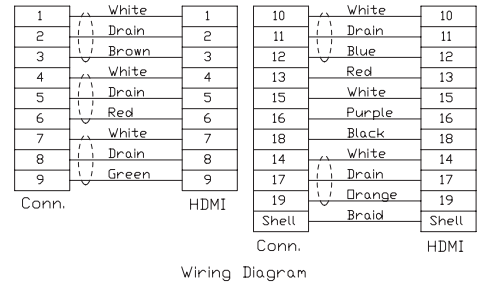 1 White 1
2 Drain 2
3 Brown 3
4 White 4
5 Drain 5
6 Red 6
7 White 7
8 Drain 8
9 Green 9
Conn. HDMI
10 White 10
11 Drain 11
12 Blue 12
13 Red 13
15 White 15
16 Purple 16
18 Black 18
14 White 14
17 Drain 17
19 Orange 19
Shell Braid Shell
Conn. HDMI
Wiring Diagram